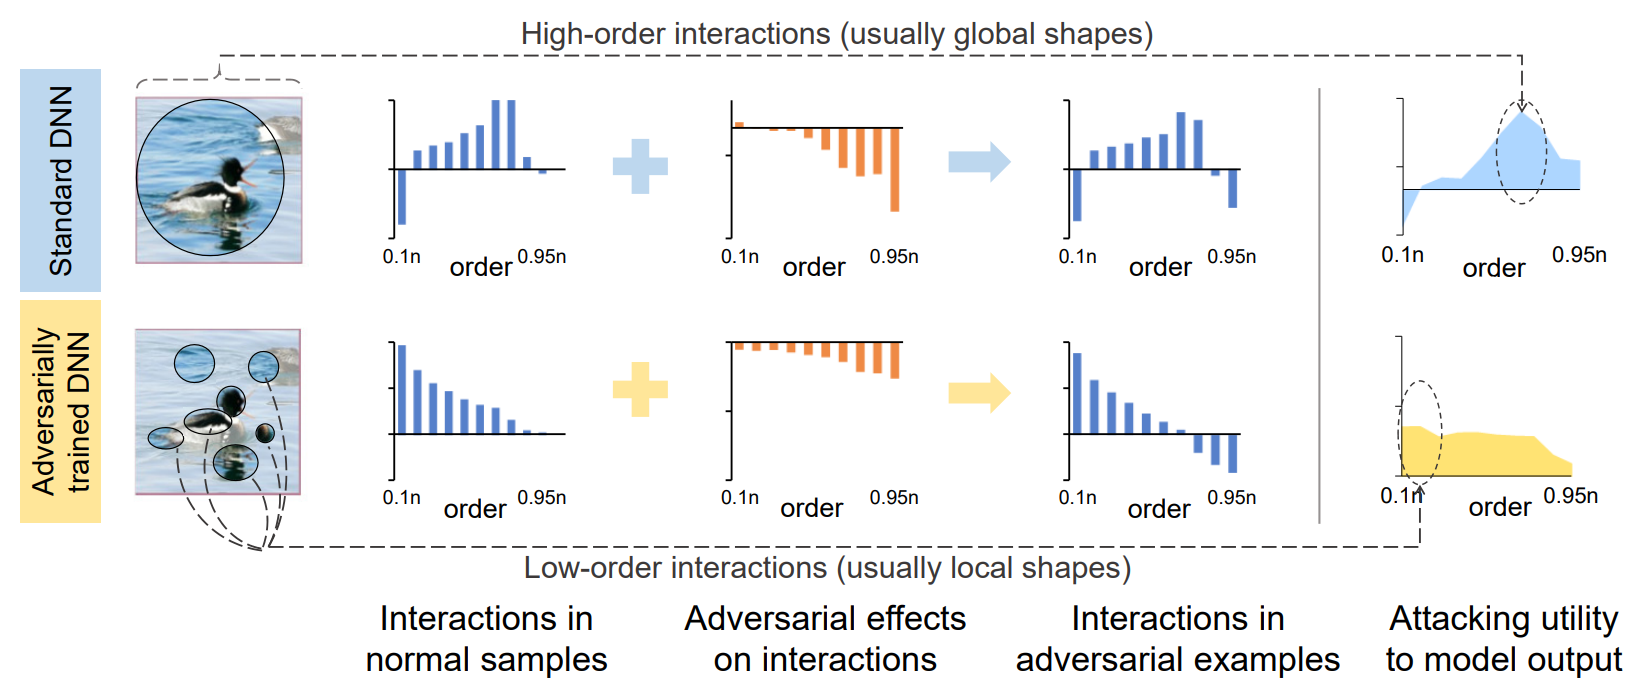 High-order interactions (usually global shapes)
Standard DNN
0.1n
order
0.95n
0.1n
order
0.95n
0.1n
order
0.95n
0.1n
order
0.95n
Adversarially
trained DNN
0.1n
order
0.95n
0.1n
order
0.95n
0.1n
order
0.95n
0.1n
order
0.95n
Low-order interactions (usually local shapes)
Interactions in
normal samples
Adversarial effects
on interactions
Interactions in
adversarial examples
Attacking utility
to model output